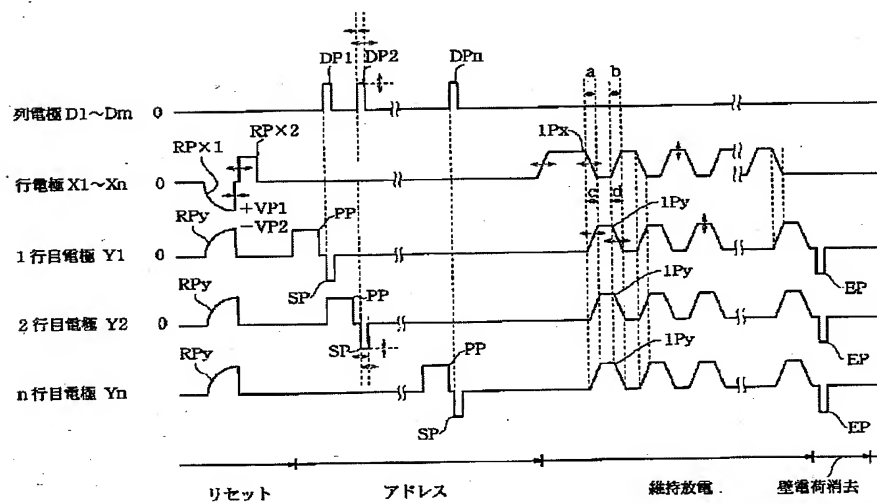 DP1 DP2 DPn
a b
列電極 D1～Dm 0
RP×1 RP×2 1Px
行電極 X1～Xn 0
+VP1
−VP2
c d
RPy PP 1Py
1行目電極 Y1 0
SP EP
RPy PP 1Py
2行目電極 Y2 0
SP EP
RPy PP 1Py
n行目電極 Yn
SP EP
リセット アドレス 維持放電 壁電荷消去